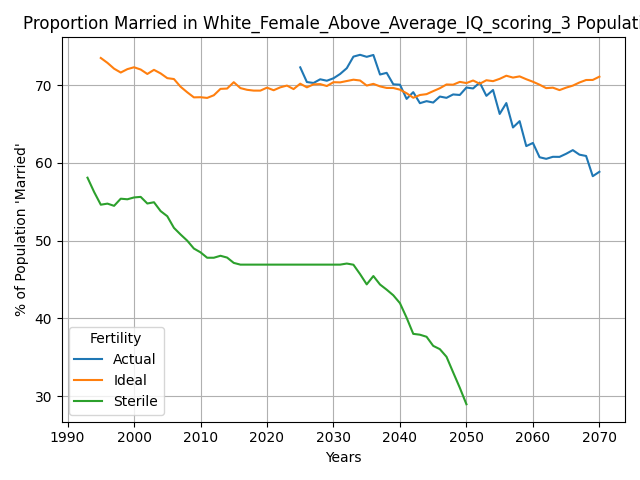 Proportion Married in White_Female_Above_Average_IQ_scoring_3 Populati
% of Population 'Married'
70
60
50
40
30
Fertility
Actual
Ideal
Sterile
1990 2000 2010 2020 2030 2040 2050 2060 2070
Years